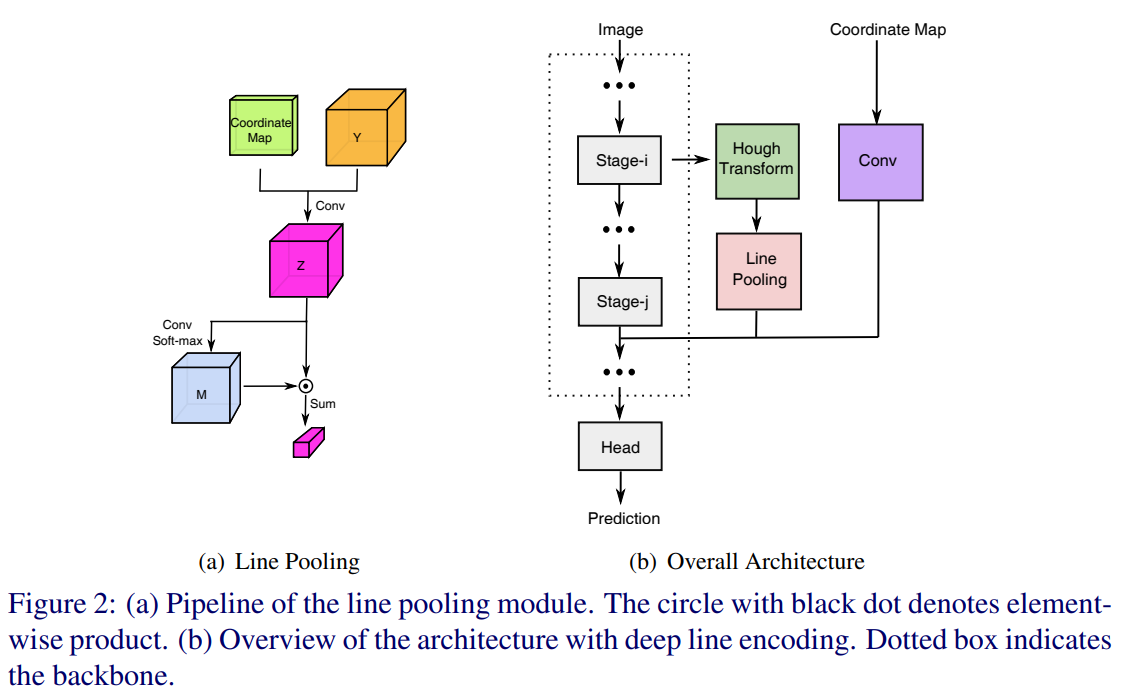 Coordinate
Map
Y
Conv
Z
Conv
Soft-max
M
Sum
(a) Line Pooling
Image
Coordinate Map
Stage-i
Hough
Transform
Conv
Line
Pooling
Stage-j
Head
Prediction
(b) Overall Architecture
Figure 2: (a) Pipeline of the line pooling module. The circle with black dot denotes element-
wise product. (b) Overview of the architecture with deep line encoding. Dotted box indicates
the backbone.